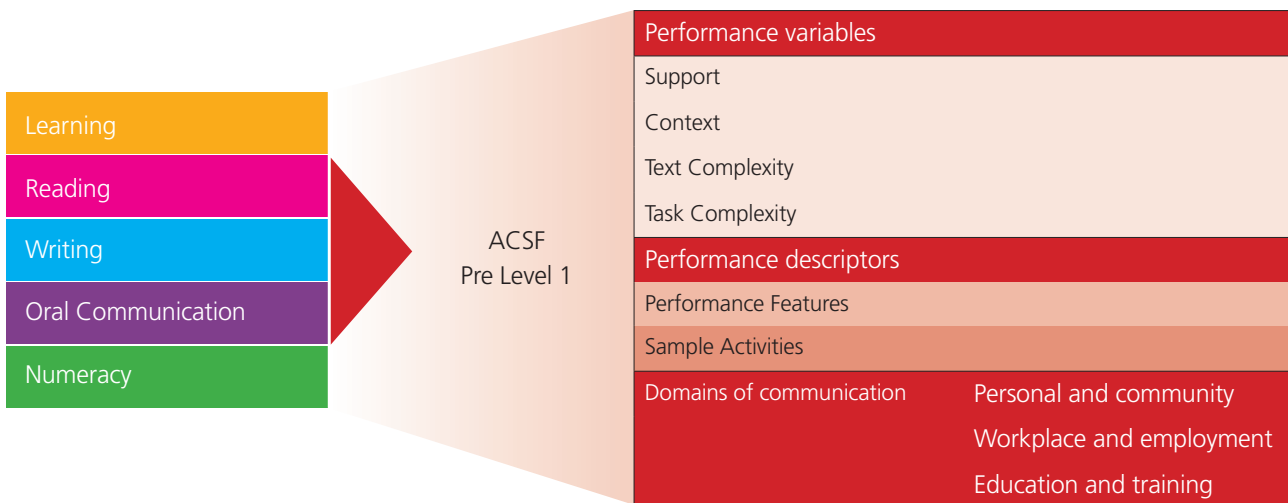 Learning
Reading
Writing
Oral Communication
Numeracy
ACSF
Pre Level 1
Performance variables
Support
Context
Text Complexity
Task Complexity
Performance descriptors
Performance Features
Sample Activities
Domains of communication
Personal and community
Workplace and employment
Education and training